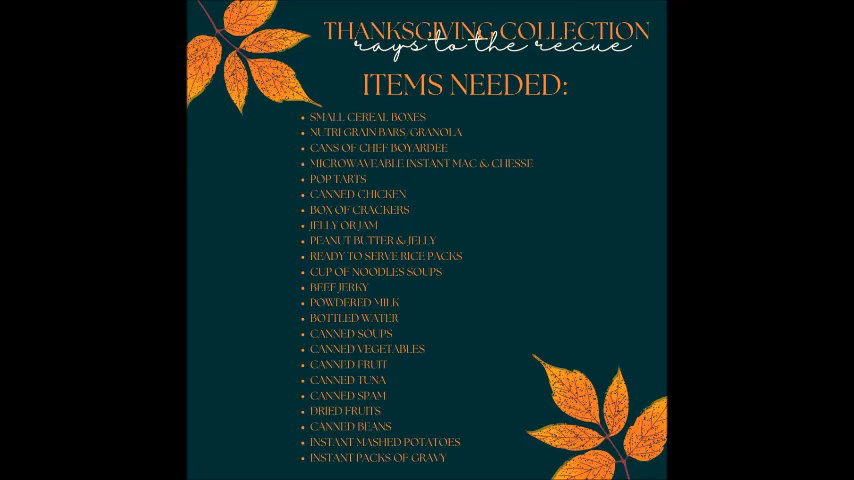 THANKSGIVING COLLECTION
rays to the recue
ITEMS NEEDED:
• SMALL CEREAL BOXES
• NUTRI GRAIN BARS/GRANOLA
• CANS OF CHEF BOYARDEE
• MICROWAVEABLE INSTANT MAC & CHESSE
• POP TARTS
• CANNED CHICKEN
• BOX OF CRACKERS
• JELLY OR JAM
• PEANUT BUTTER & JELLY
• READY TO SERVE RICE PACKS
• CUP OF NOODLES SOUPS
• BEEF JERKY
• POWDERED MILK
• BOTTLED WATER
• CANNED SOUPS
• CANNED VEGETABLES
• CANNED FRUIT
• CANNED TUNA
• CANNED SPAM
• DRIED FRUITS
• CANNED BEANS
• INSTANT MASHED POTATOES
• INSTANT PACKS OF GRAVY